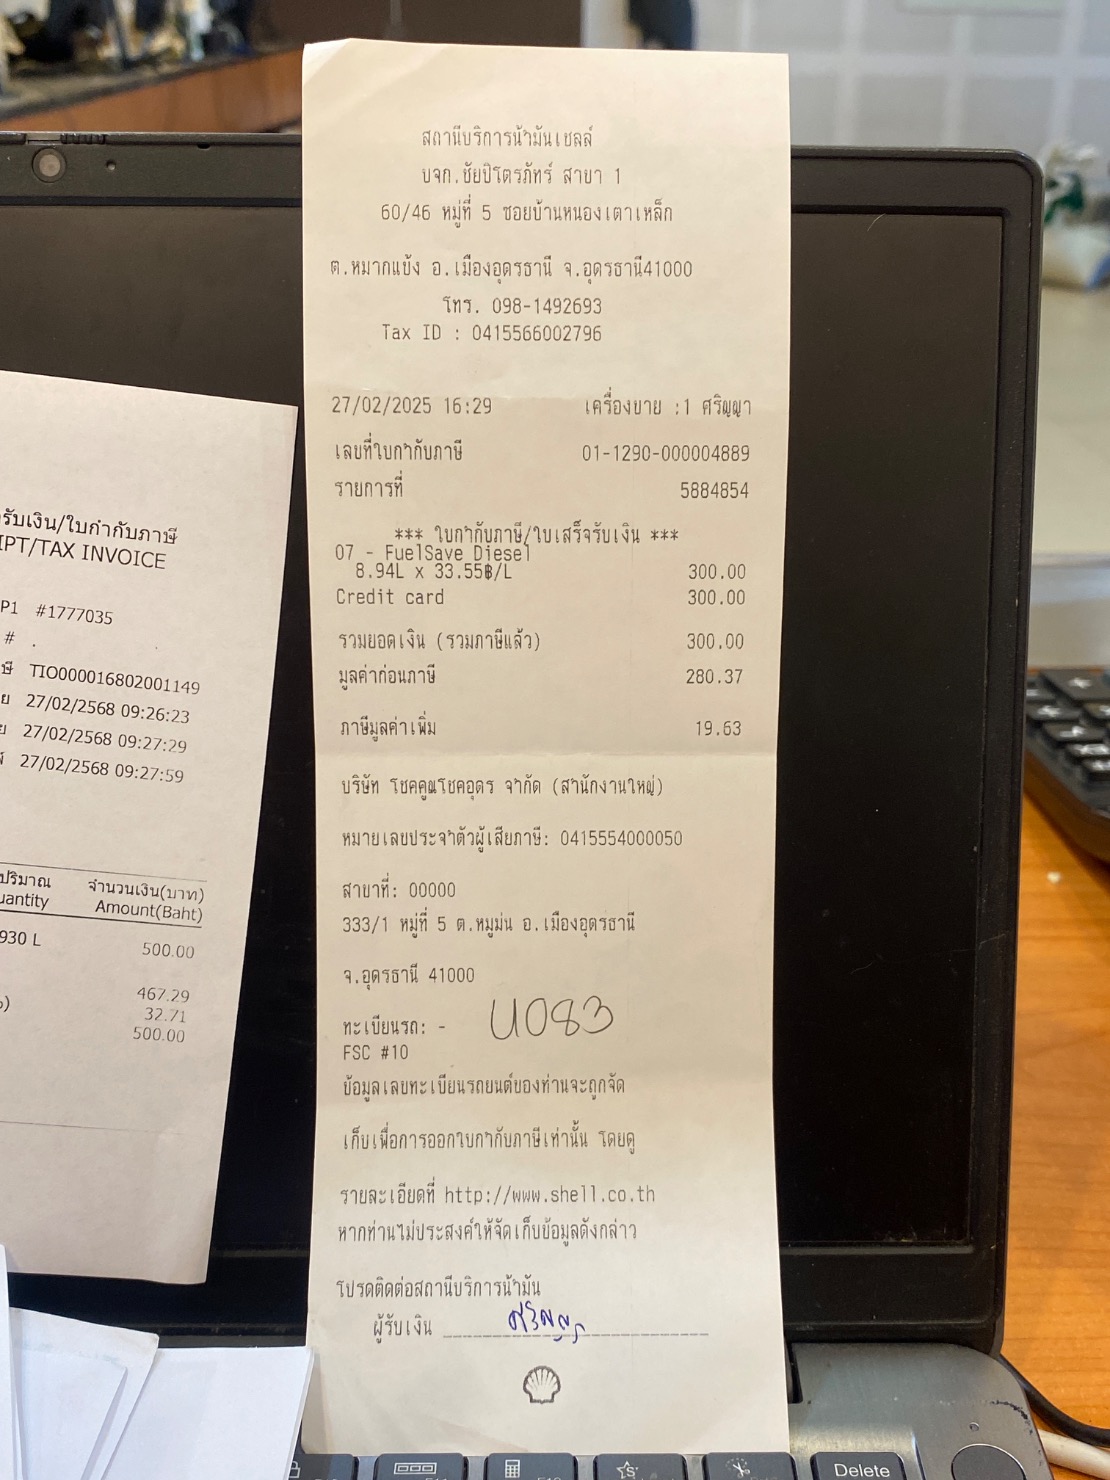 สถานีบริการน้ำมันเชลล์
บจก.ชัยปิโตรภัทร์ สาขา 1
60/46 หมู่ที่ 5 ซอยบ้านหนองเตาเหล็ก
ต.หมากแข้ง อ.เมืองอุดรธานี จ.อุดรธานี41000
โทร. 098-1492693
Tax ID : 0415566002796
27/02/2025 16:29 เครื่องขาย :1 ศริญญา
เลขที่ใบกำกับภาษี 01-1290-000004889
รายการที่ 5884854
*** ใบกำกับภาษี/ใบเสร็จรับเงิน ***
07 - FuelSave Diesel
8.94L x 33.55฿/L 300.00
Credit card 300.00
รวมยอดเงิน (รวมภาษีแล้ว) 300.00
มูลค่าก่อนภาษี 280.37
ภาษีมูลค่าเพิ่ม 19.63
บริษัท โชคคูณโชคอุดร จำกัด (สำนักงานใหญ่)
หมายเลขประจำตัวผู้เสียภาษี: 0415554000050
สาขาที่: 00000
333/1 หมู่ที่ 5 ต.หมูม่น อ.เมืองอุดรธานี
จ.อุดรธานี 41000
ทะเบียนรถ: - U083
FSC #10
ข้อมูลเลขทะเบียนรถยนต์ของท่านจะถูกจัด
เก็บเพื่อการออกใบกำกับภาษีเท่านั้น โดยดู
รายละเอียดที่ http://www.shell.co.th
หากท่านไม่ประสงค์ให้จัดเก็บข้อมูลดังกล่าว
โปรดติดต่อสถานีบริการน้ำมัน
ผู้รับเงิน ศริญญา
รับเงิน/ใบกำกับภาษี
IPT/TAX INVOICE
P1 #1777035
# .
ษี TIO000016802001149
ย 27/02/2568 09:26:23
ย 27/02/2568 09:27:29
27/02/2568 09:27:59
ปริมาณ จำนวนเงิน(บาท)
uantity Amount(Baht)
930 L 500.00
467.29
32.71
500.00
Delete